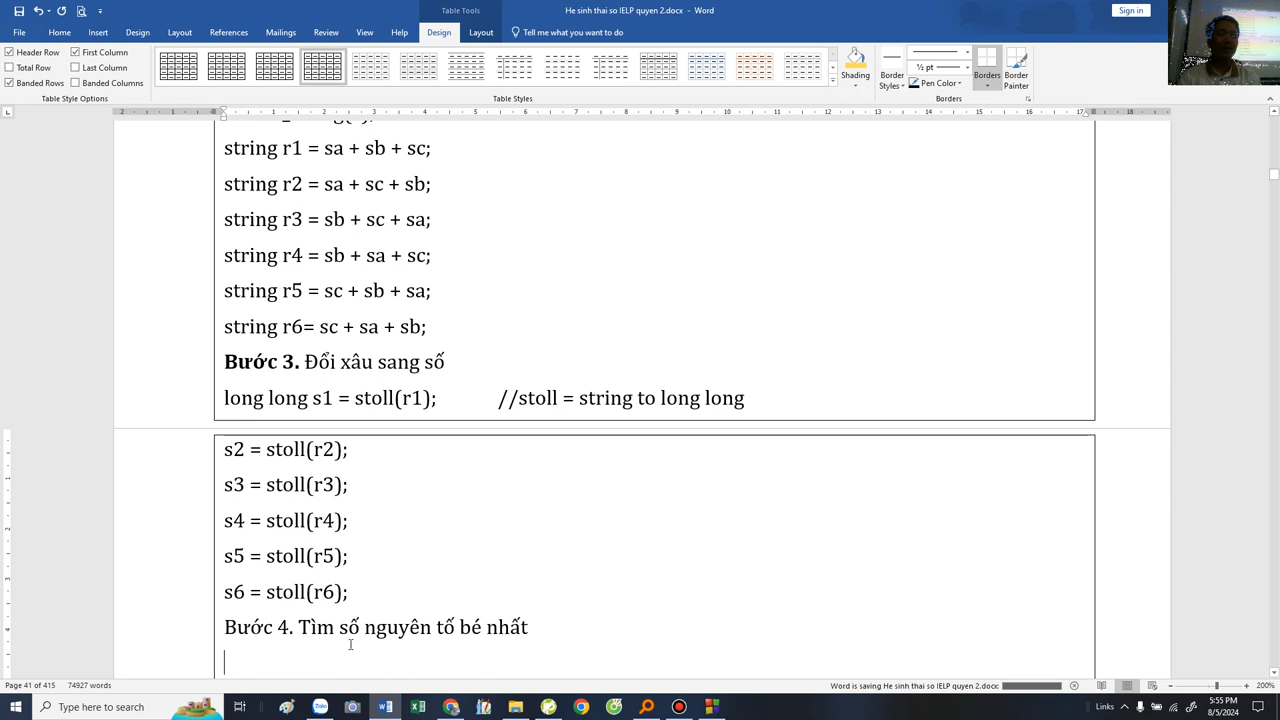 Table Tools
He sinh thai so IELP quyen 2.docx - Word
Sign in
File Home Insert Draw Design Layout References Mailings Review View Help Design Layout Tell me what you want to do
Header Row First Column
Total Row Last Column
Banded Rows Banded Columns
Shading
Border Styles
½ pt
Pen Color
Borders
Border Painter
Table Style Options
Table Styles
Borders
string r1 = sa + sb + sc;
string r2 = sa + sc + sb;
string r3 = sb + sc + sa;
string r4 = sb + sa + sc;
string r5 = sc + sb + sa;
string r6= sc + sa + sb;
Bước 3. Đổi xâu sang số
long long s1 = stoll(r1); //stoll = string to long long
s2 = stoll(r2);
s3 = stoll(r3);
s4 = stoll(r4);
s5 = stoll(r5);
s6 = stoll(r6);
Bước 4. Tìm số nguyên tố bé nhất
Page 41 of 415 74927 words
Word is saving He sinh thai so IELP quyen 2.docx:
200%
Type here to search
Links
5:55 PM
8/5/2024